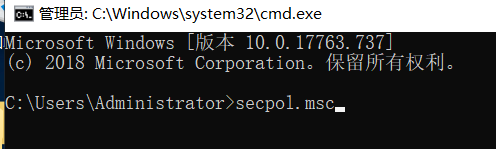 管理员: C:\Windows\system32\cmd.exe
Microsoft Windows [版本 10.0.17763.737]
(c) 2018 Microsoft Corporation。保留所有权利。
C:\Users\Administrator>secpol.msc